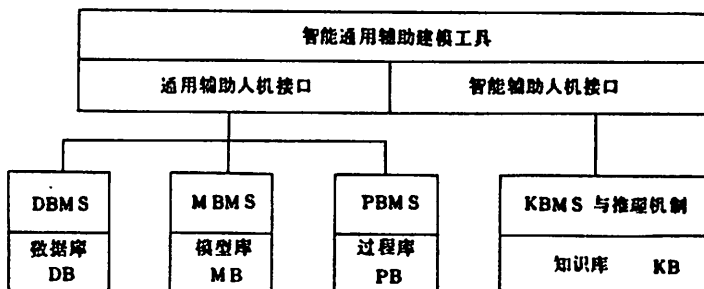 智能通用辅助建模工具
通用辅助人机接口 智能辅助人机接口
DBMS MBMS PBMS KBMS 与推理机制
数据库 模型库 过程库
DB MB PB
知识库 KB